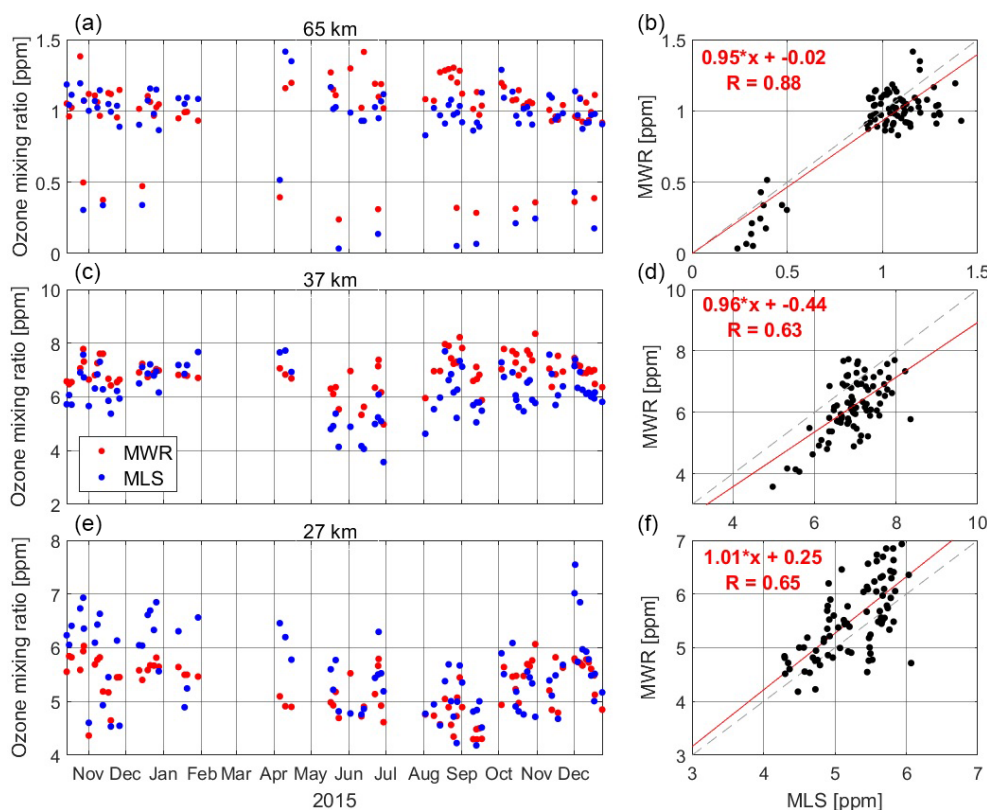 (a)
65 km
Ozone mixing ratio [ppm]
1.5
1
0.5
0
(b)
0.95*x + -0.02
R = 0.88
MWR [ppm]
1.5
1
0.5
0
0 0.5 1 1.5
(c)
37 km
Ozone mixing ratio [ppm]
10
8
6
4
2
MWR
MLS
(d)
0.96*x + -0.44
R = 0.63
MWR [ppm]
10
8
6
4
4 6 8 10
(e)
27 km
Ozone mixing ratio [ppm]
8
7
6
5
4
Nov Dec Jan Feb Mar Apr May Jun Jul Aug Sep Oct Nov Dec
2015
(f)
1.01*x + 0.25
R = 0.65
MWR [ppm]
7
6
5
4
3
3 4 5 6 7
MLS [ppm]